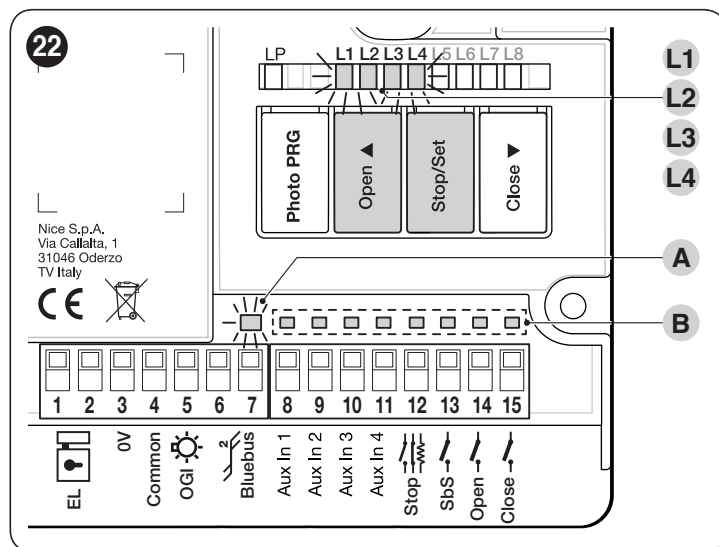 22
LP L1 L2 L3 L4 L5 L6 L7 L8
L1
L2
L3
L4
Photo PRG
Open ▲
Stop/Set
Close ▼
Nice S.p.A.
Via Callalta, 1
31046 Oderzo
TV Italy
CE
A
B
1 2 3 4 5 6 7 8 9 10 11 12 13 14 15
EL
0V
Common
OGI
2
Bluebus
Aux In 1
Aux In 2
Aux In 3
Aux In 4
Stop
SbS
Open
Close